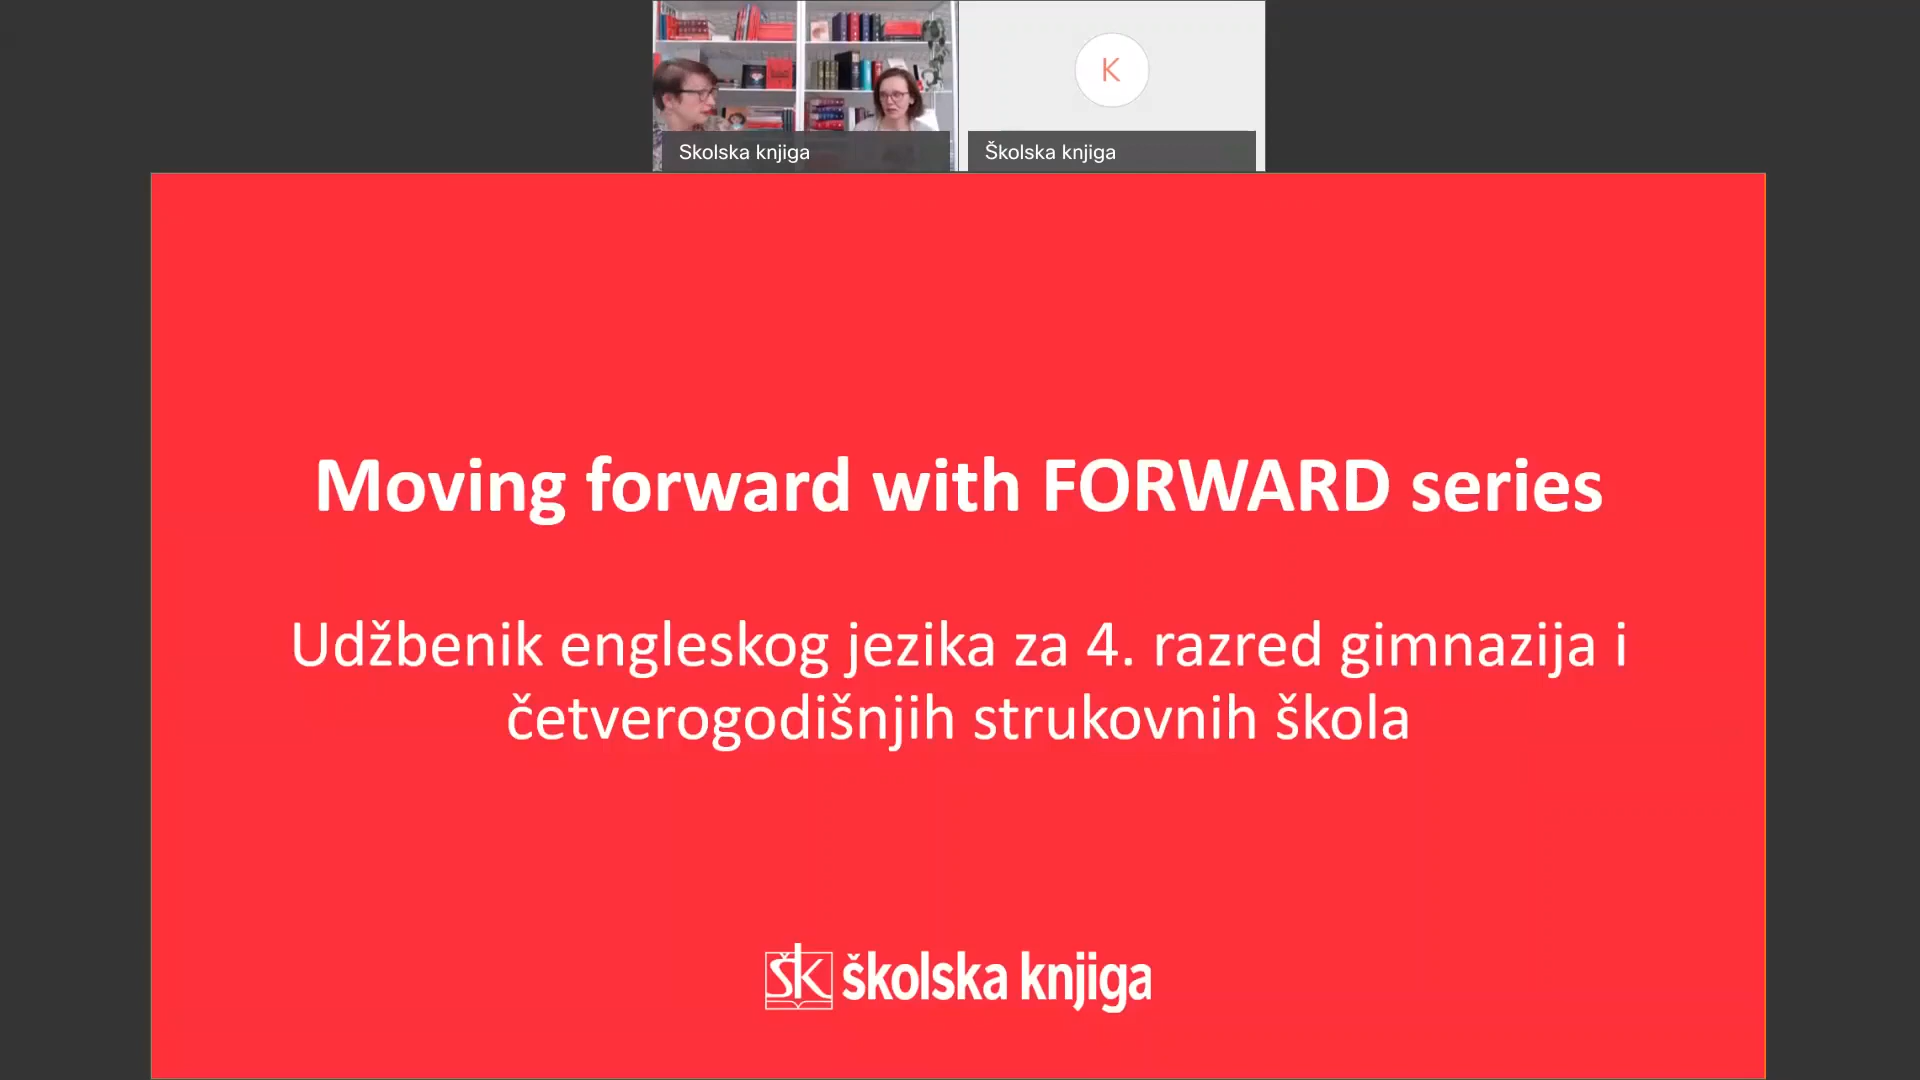 Skolska knjiga
K
Školska knjiga
Moving forward with FORWARD series
Udžbenik engleskog jezika za 4. razred gimnazija i
četverogodišnjih strukovnih škola
ŠK školska knjiga